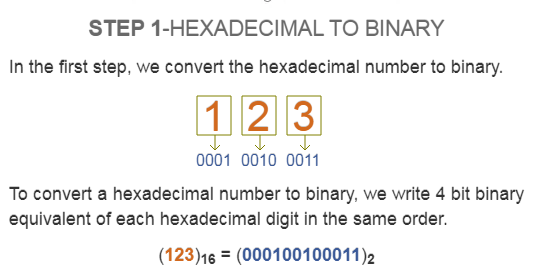 STEP 1-HEXADECIMAL TO BINARY
In the first step, we convert the hexadecimal number to binary.
1 2 3
0001 0010 0011
To convert a hexadecimal number to binary, we write 4 bit binary
equivalent of each hexadecimal digit in the same order.
(123)₁₆ = (000100100011)₂